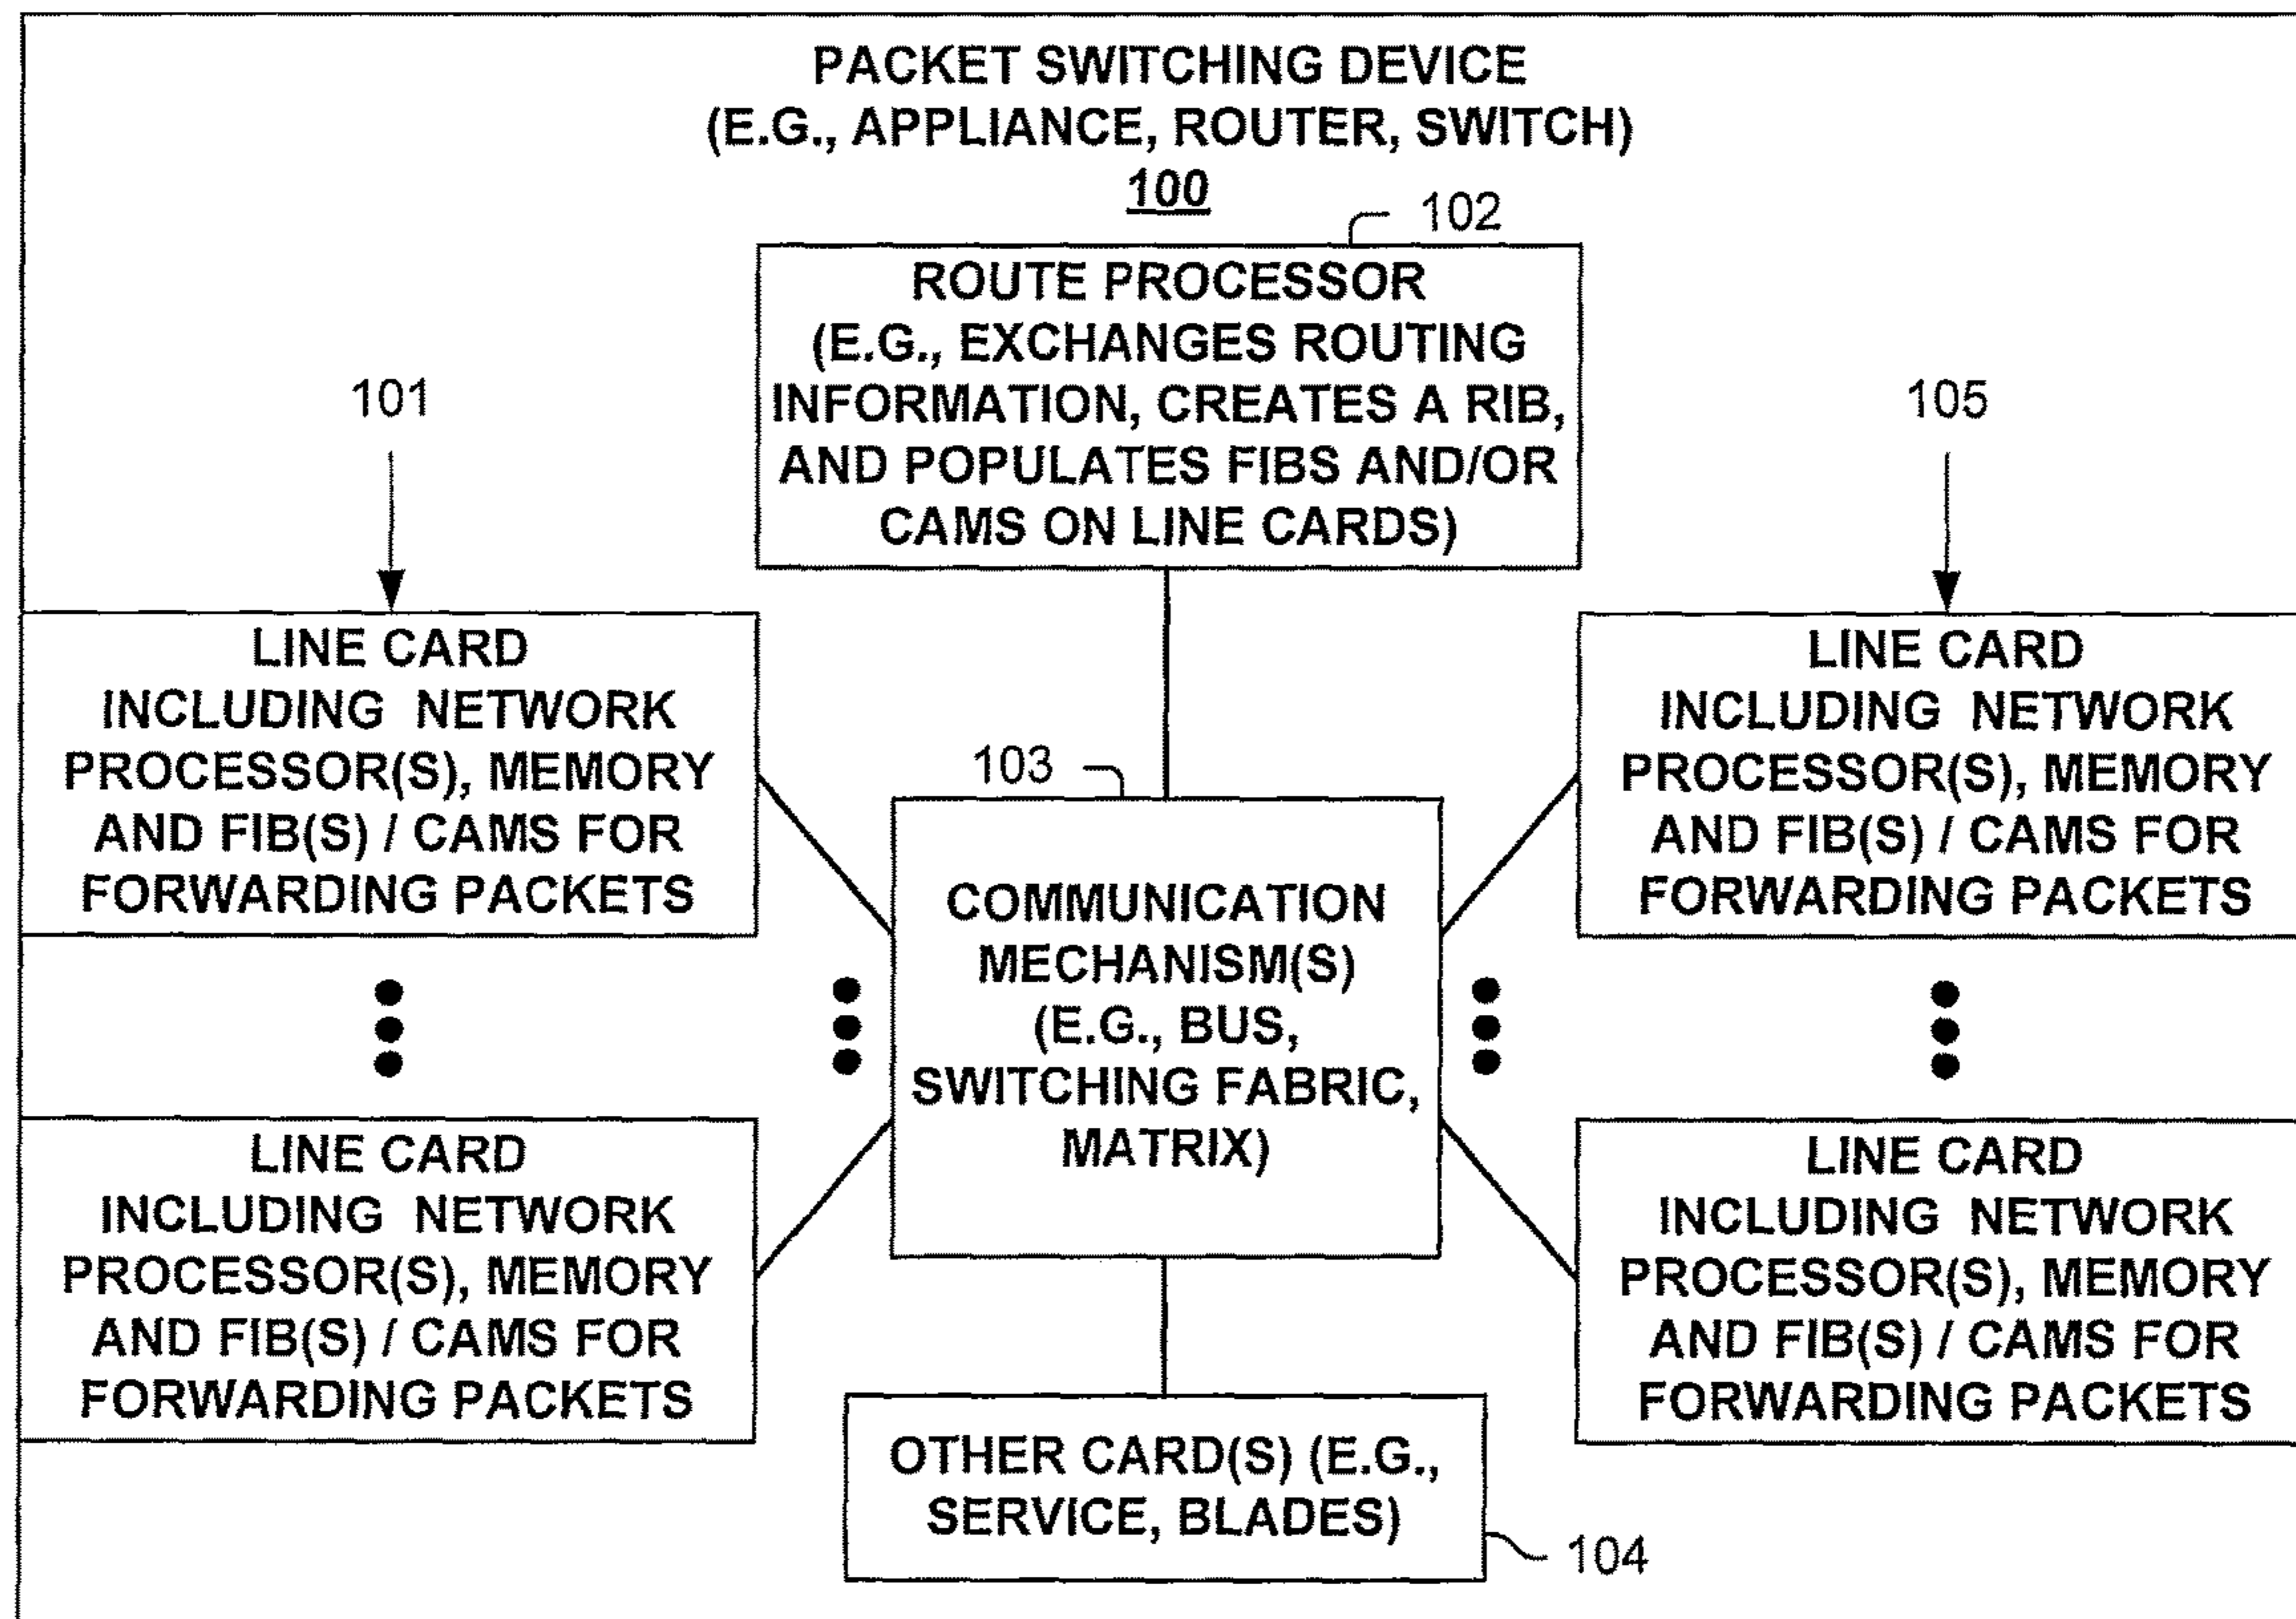 PACKET SWITCHING DEVICE
(E.G., APPLIANCE, ROUTER, SWITCH)
100
102
ROUTE PROCESSOR
(E.G., EXCHANGES ROUTING
INFORMATION, CREATES A RIB,
AND POPULATES FIBS AND/OR
CAMS ON LINE CARDS)
101
105
LINE CARD
INCLUDING NETWORK
PROCESSOR(S), MEMORY
AND FIB(S) / CAMS FOR
FORWARDING PACKETS
LINE CARD
INCLUDING NETWORK
PROCESSOR(S), MEMORY
AND FIB(S) / CAMS FOR
FORWARDING PACKETS
103
COMMUNICATION
MECHANISM(S)
(E.G., BUS,
SWITCHING FABRIC,
MATRIX)
LINE CARD
INCLUDING NETWORK
PROCESSOR(S), MEMORY
AND FIB(S) / CAMS FOR
FORWARDING PACKETS
LINE CARD
INCLUDING NETWORK
PROCESSOR(S), MEMORY
AND FIB(S) / CAMS FOR
FORWARDING PACKETS
OTHER CARD(S) (E.G.,
SERVICE, BLADES)
104